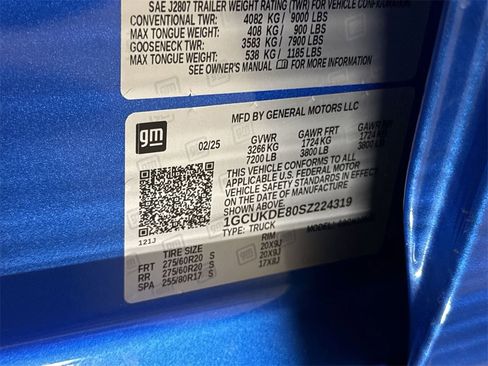 SAE J2807 TRAILER WEIGHT RATING (TWR) FOR VEHICLE CONFIGURATION
CONVENTIONAL TWR: 4082 KG / 9000 LBS
MAX TONGUE WEIGHT: 408 KG / 900 LBS
GOOSENECK TWR: 3583 KG / 7900 LBS
MAX TONGUE WEIGHT: 538 KG / 1185 LBS
SEE OWNER'S MANUAL FOR MORE INFORMATION
gm
MFD BY GENERAL MOTORS LLC
02/25 GVWR GAWR FRT GAWR RR
3266 KG 1724 KG 1724 KG
7200 LB 3800 LB 3800 LB
THIS VEHICLE CONFORMS TO ALL
APPLICABLE U.S. FEDERAL MOTOR
VEHICLE SAFETY STANDARDS IN EFFECT
ON THE DATE OF MANUFACTURE
SHOWN ABOVE.
1GCUKDE80SZ224319
TYPE: TRUCK MODEL:
121J
TIRE SIZE RIM
FRT 275/60R20 S 20X9J
RR 275/60R20 S 20X9J
SPA 255/80R17 S 17X8J